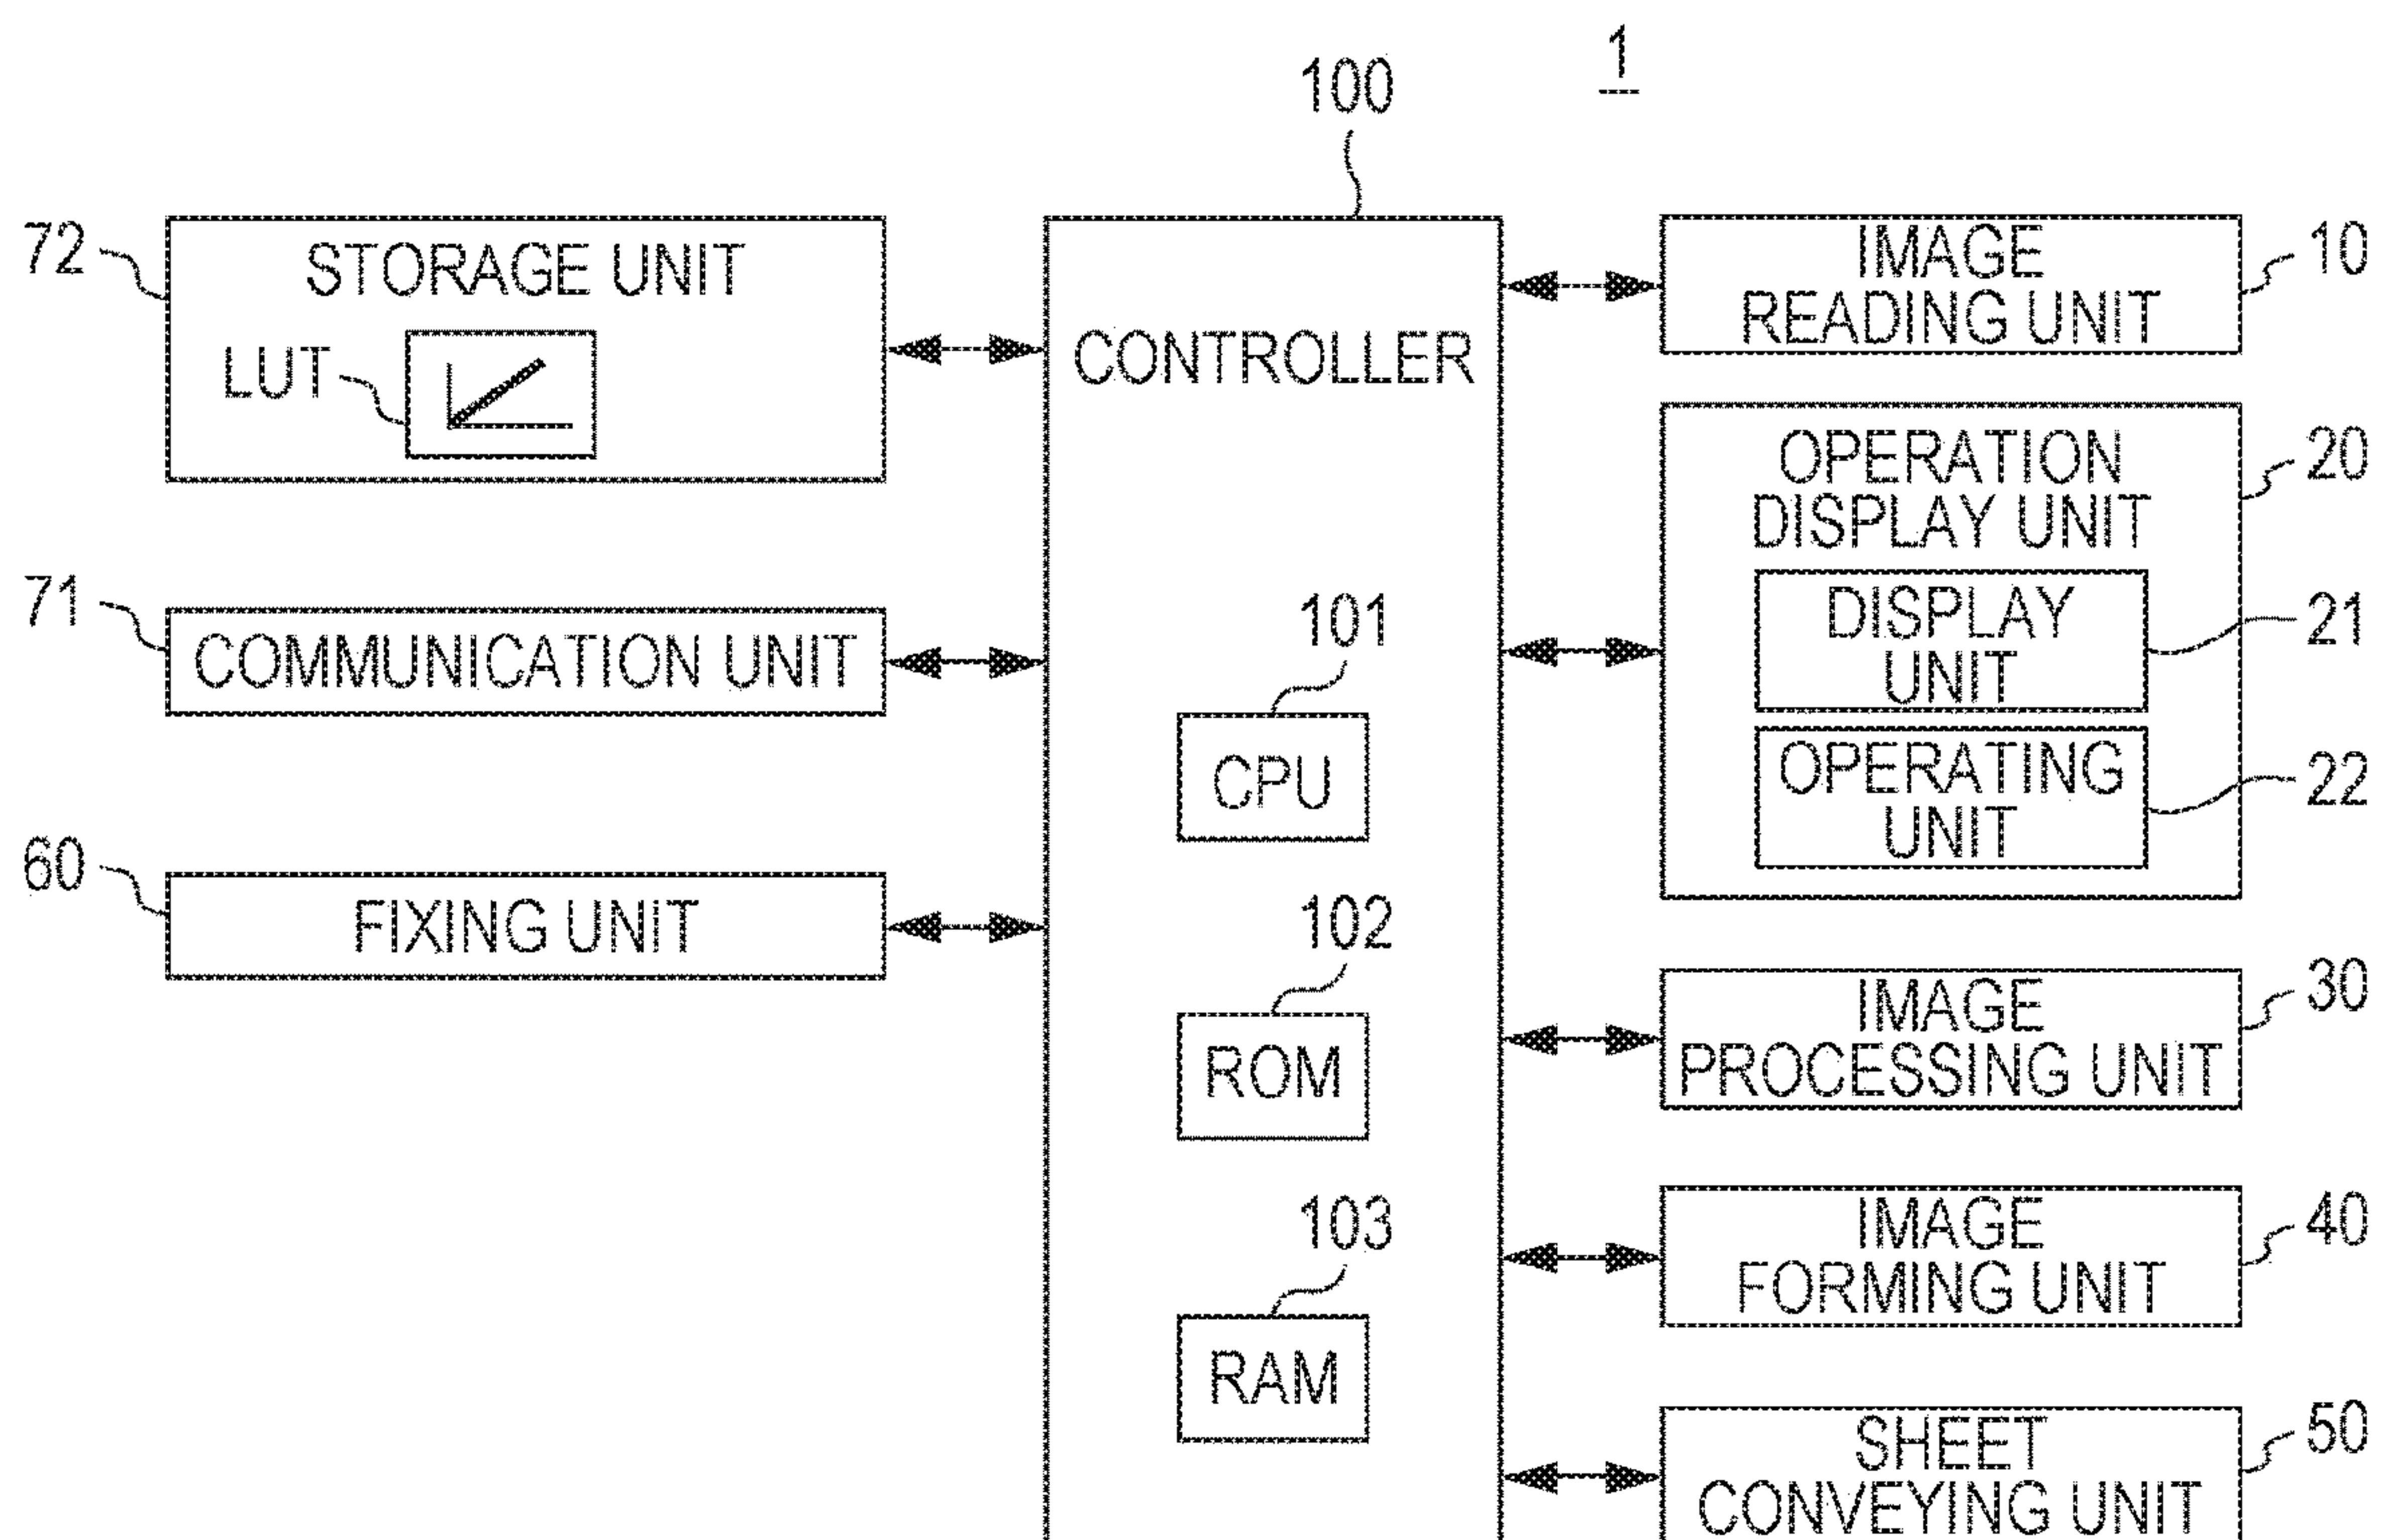 1
100
72
STORAGE UNIT
LUT
71
COMMUNICATION UNIT
60
FIXING UNIT
CONTROLLER
101
CPU
102
ROM
103
RAM
IMAGE
READING UNIT
10
OPERATION
DISPLAY UNIT
20
DISPLAY
UNIT
21
OPERATING
UNIT
22
IMAGE
PROCESSING UNIT
30
IMAGE
FORMING UNIT
40
SHEET
CONVEYING UNIT
50